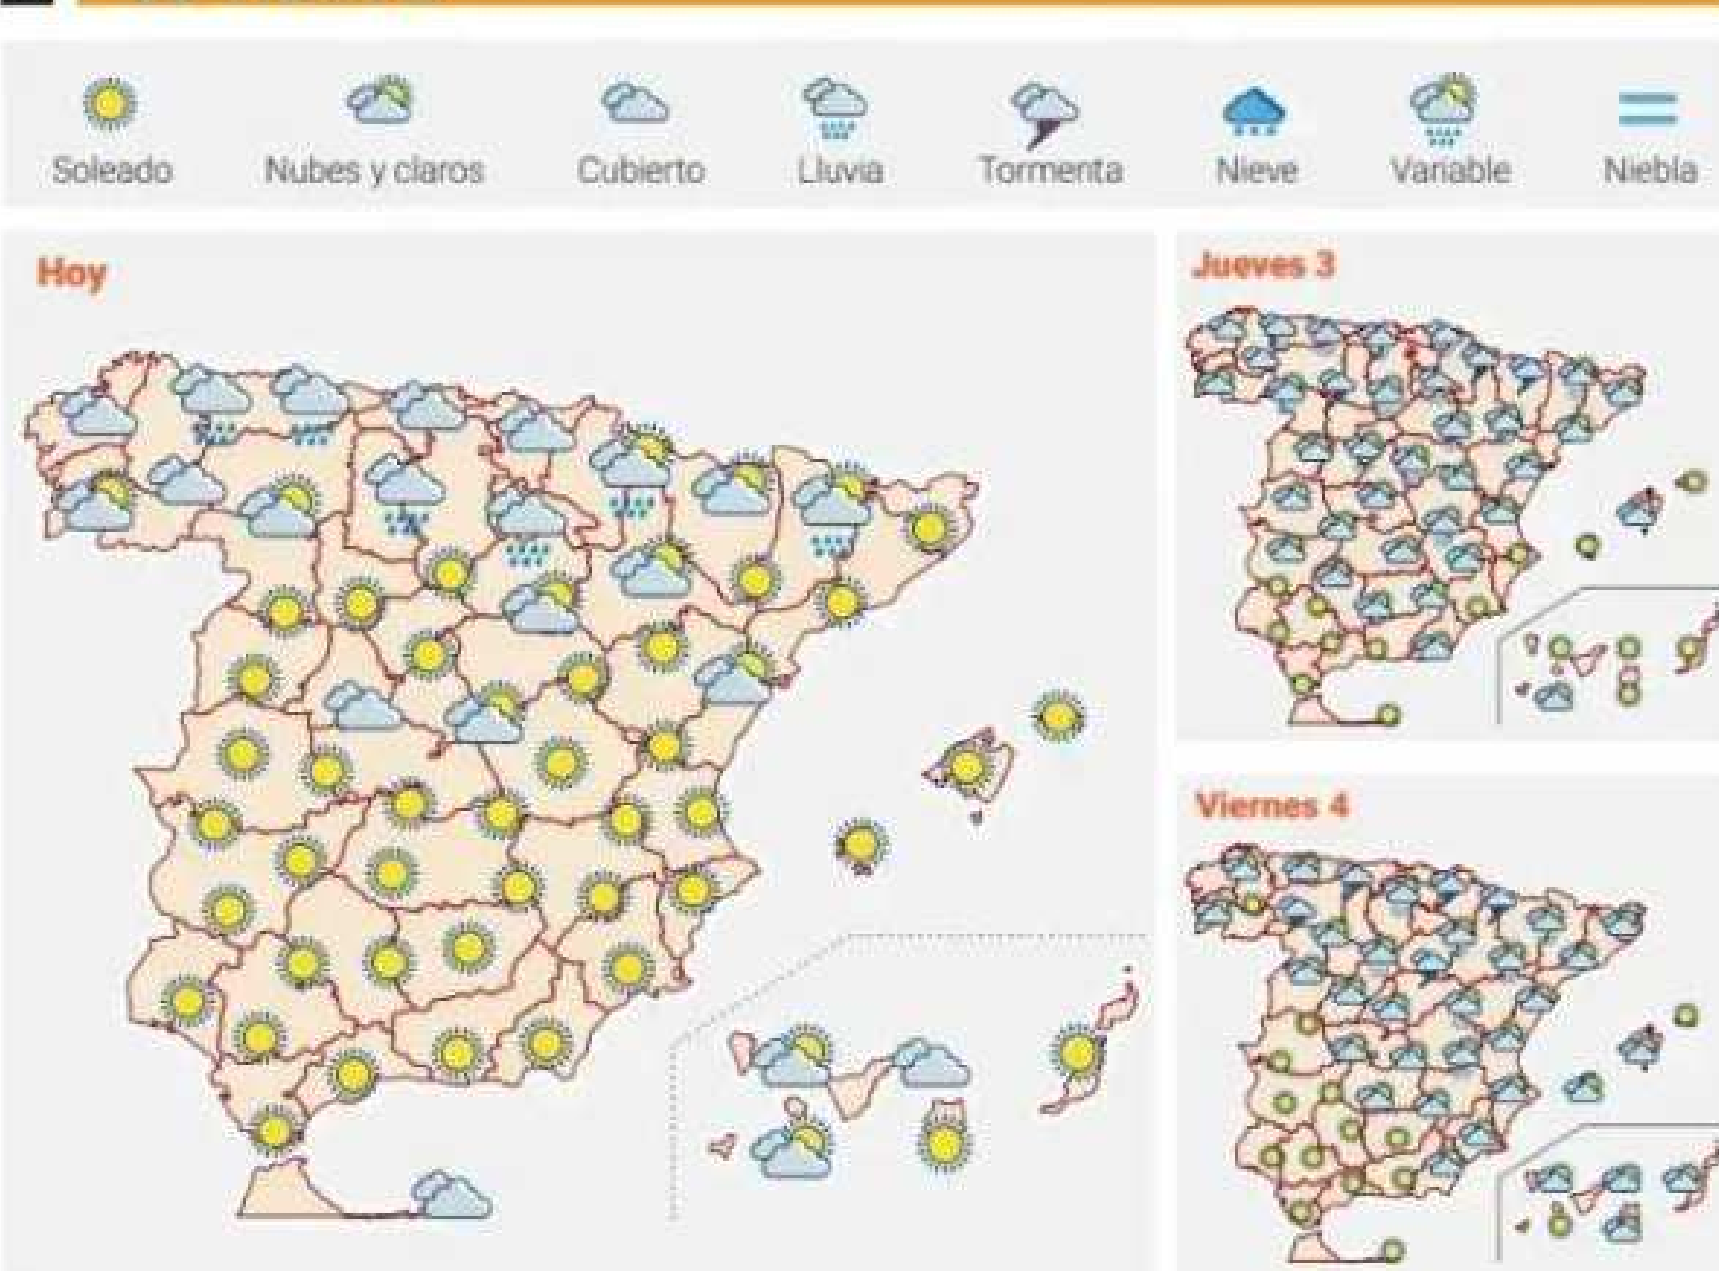 Soleado Nubes y claros Cubierto Lluvia Tormenta Nieve Variable Niebla
Hoy
Jueves 3
Viernes 4